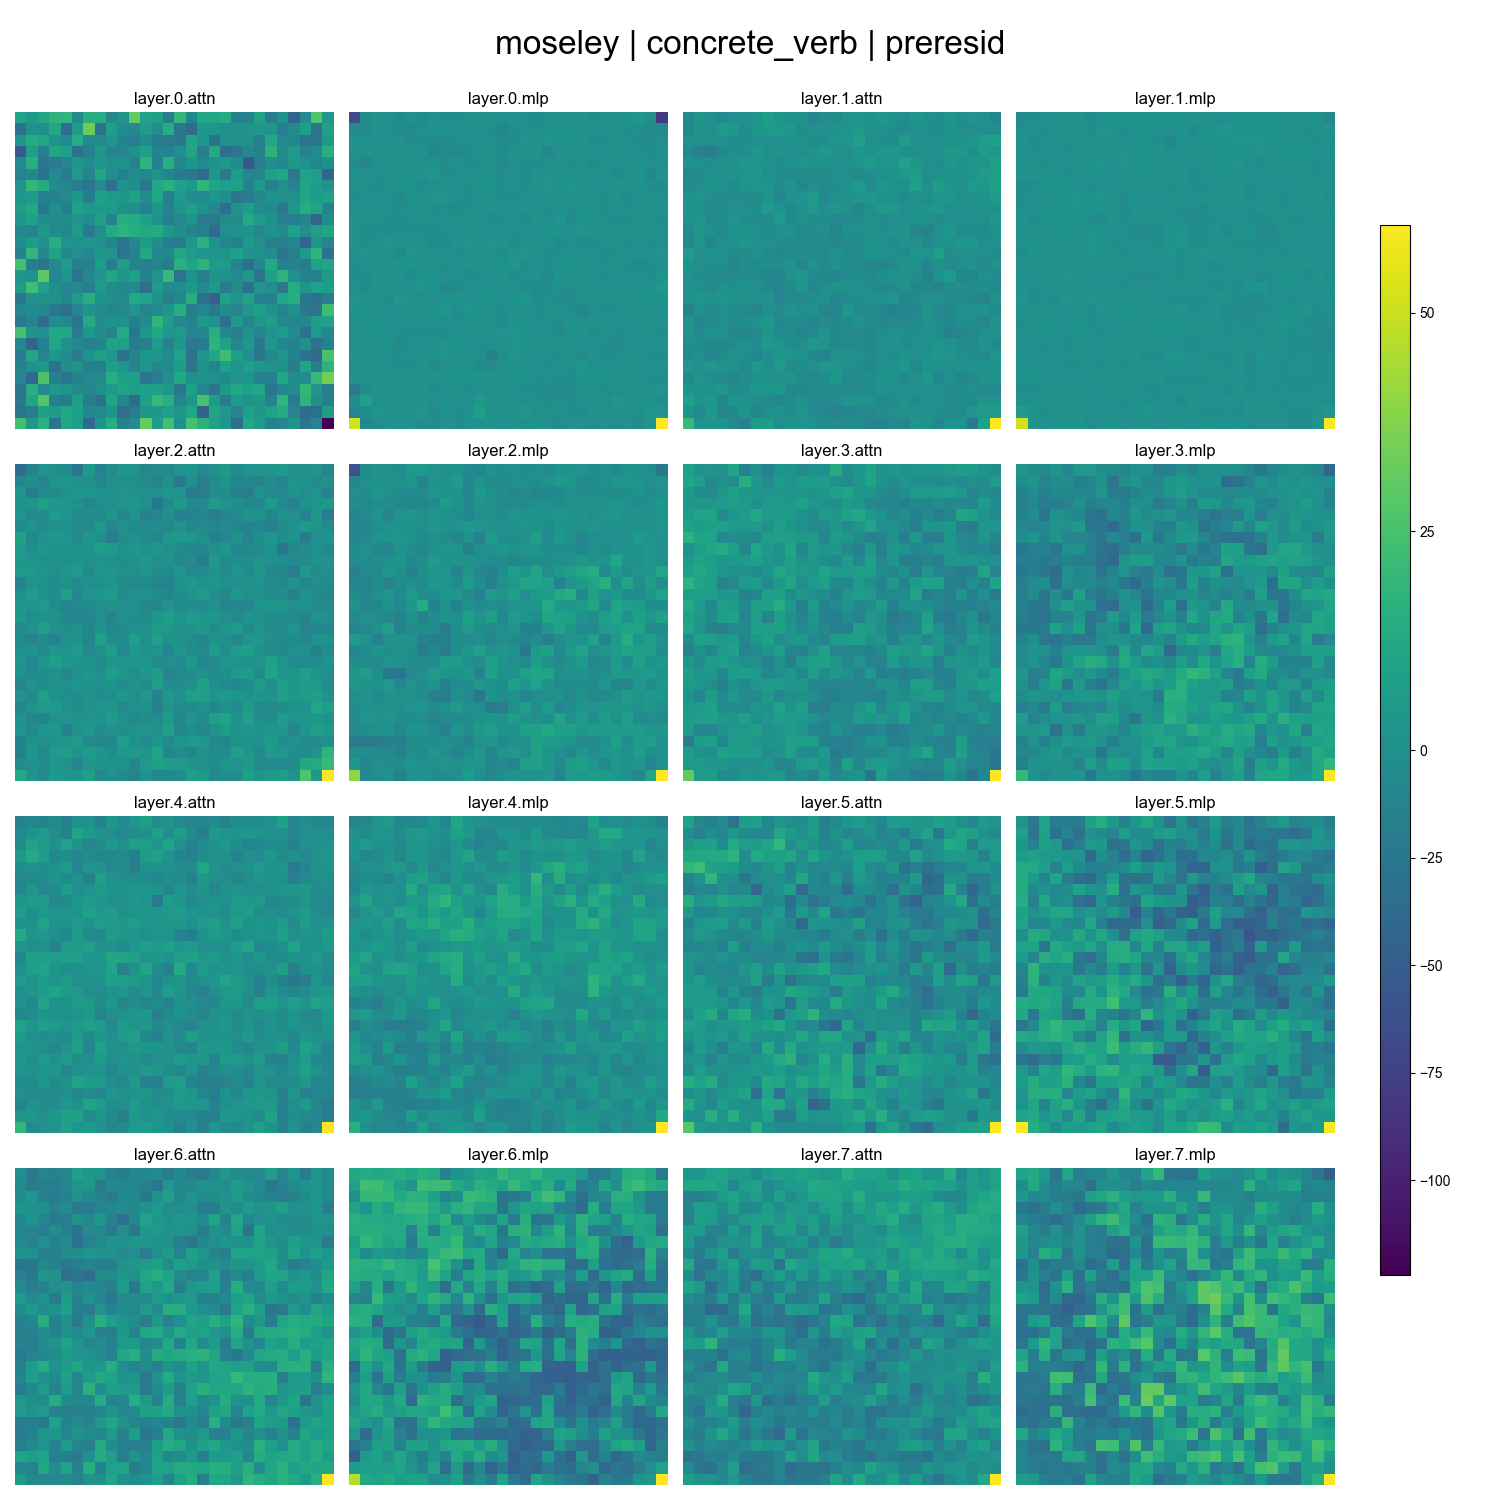 moseley | concrete_verb | preresid
layer.0.attn
layer.0.mlp
layer.1.attn
layer.1.mlp
layer.2.attn
layer.2.mlp
layer.3.attn
layer.3.mlp
layer.4.attn
layer.4.mlp
layer.5.attn
layer.5.mlp
layer.6.attn
layer.6.mlp
layer.7.attn
layer.7.mlp
50
25
0
−25
−50
−75
−100